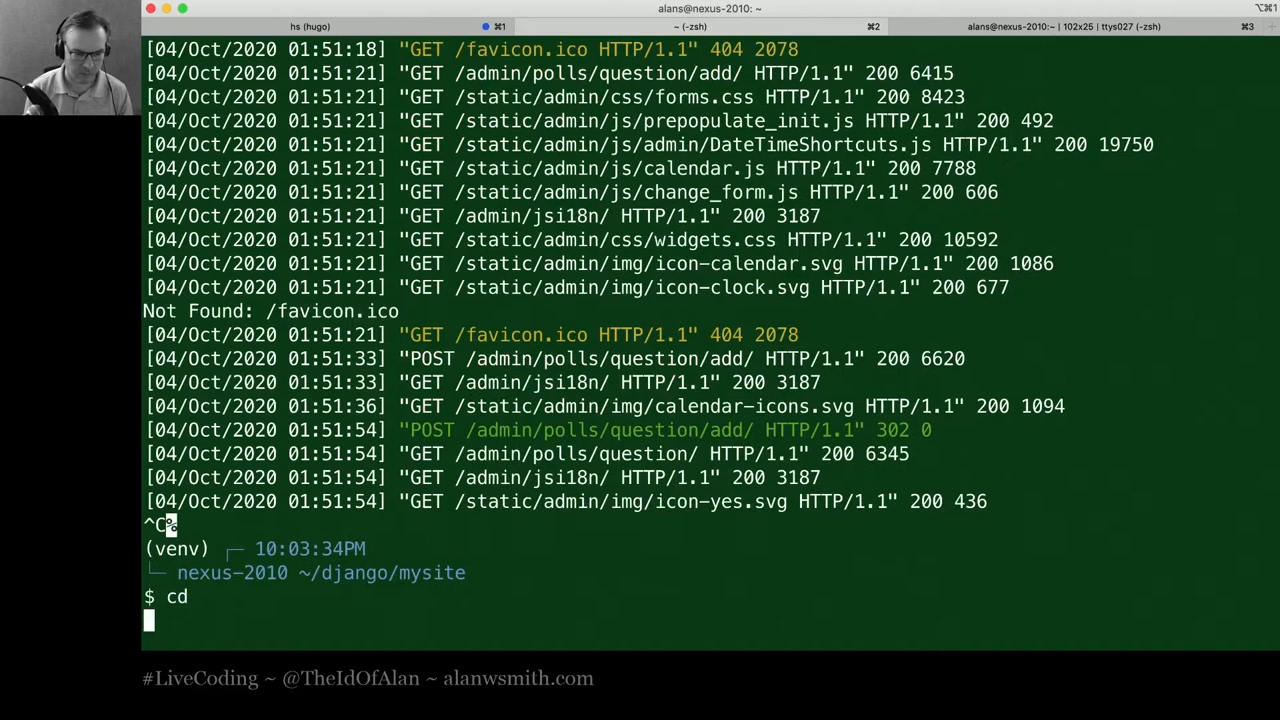 alans@nexus-2010: ~
⌥⌘1
hs (hugo)
⌘1
~ (-zsh)
⌘2
alans@nexus-2010:~ | 102x25 | ttys027 (-zsh)
⌘3
[04/Oct/2020 01:51:18] "GET /favicon.ico HTTP/1.1" 404 2078
[04/Oct/2020 01:51:21] "GET /admin/polls/question/add/ HTTP/1.1" 200 6415
[04/Oct/2020 01:51:21] "GET /static/admin/css/forms.css HTTP/1.1" 200 8423
[04/Oct/2020 01:51:21] "GET /static/admin/js/prepopulate_init.js HTTP/1.1" 200 492
[04/Oct/2020 01:51:21] "GET /static/admin/js/admin/DateTimeShortcuts.js HTTP/1.1" 200 19750
[04/Oct/2020 01:51:21] "GET /static/admin/js/calendar.js HTTP/1.1" 200 7788
[04/Oct/2020 01:51:21] "GET /static/admin/js/change_form.js HTTP/1.1" 200 606
[04/Oct/2020 01:51:21] "GET /admin/jsi18n/ HTTP/1.1" 200 3187
[04/Oct/2020 01:51:21] "GET /static/admin/css/widgets.css HTTP/1.1" 200 10592
[04/Oct/2020 01:51:21] "GET /static/admin/img/icon-calendar.svg HTTP/1.1" 200 1086
[04/Oct/2020 01:51:21] "GET /static/admin/img/icon-clock.svg HTTP/1.1" 200 677
Not Found: /favicon.ico
[04/Oct/2020 01:51:21] "GET /favicon.ico HTTP/1.1" 404 2078
[04/Oct/2020 01:51:33] "POST /admin/polls/question/add/ HTTP/1.1" 200 6620
[04/Oct/2020 01:51:33] "GET /admin/jsi18n/ HTTP/1.1" 200 3187
[04/Oct/2020 01:51:36] "GET /static/admin/img/calendar-icons.svg HTTP/1.1" 200 1094
[04/Oct/2020 01:51:54] "POST /admin/polls/question/add/ HTTP/1.1" 302 0
[04/Oct/2020 01:51:54] "GET /admin/polls/question/ HTTP/1.1" 200 6345
[04/Oct/2020 01:51:54] "GET /admin/jsi18n/ HTTP/1.1" 200 3187
[04/Oct/2020 01:51:54] "GET /static/admin/img/icon-yes.svg HTTP/1.1" 200 436
^C%
(venv) ┌─ 10:03:34PM
└─ nexus-2010 ~/django/mysite
$ cd
#LiveCoding ~ @TheIdOfAlan ~ alanwsmith.com